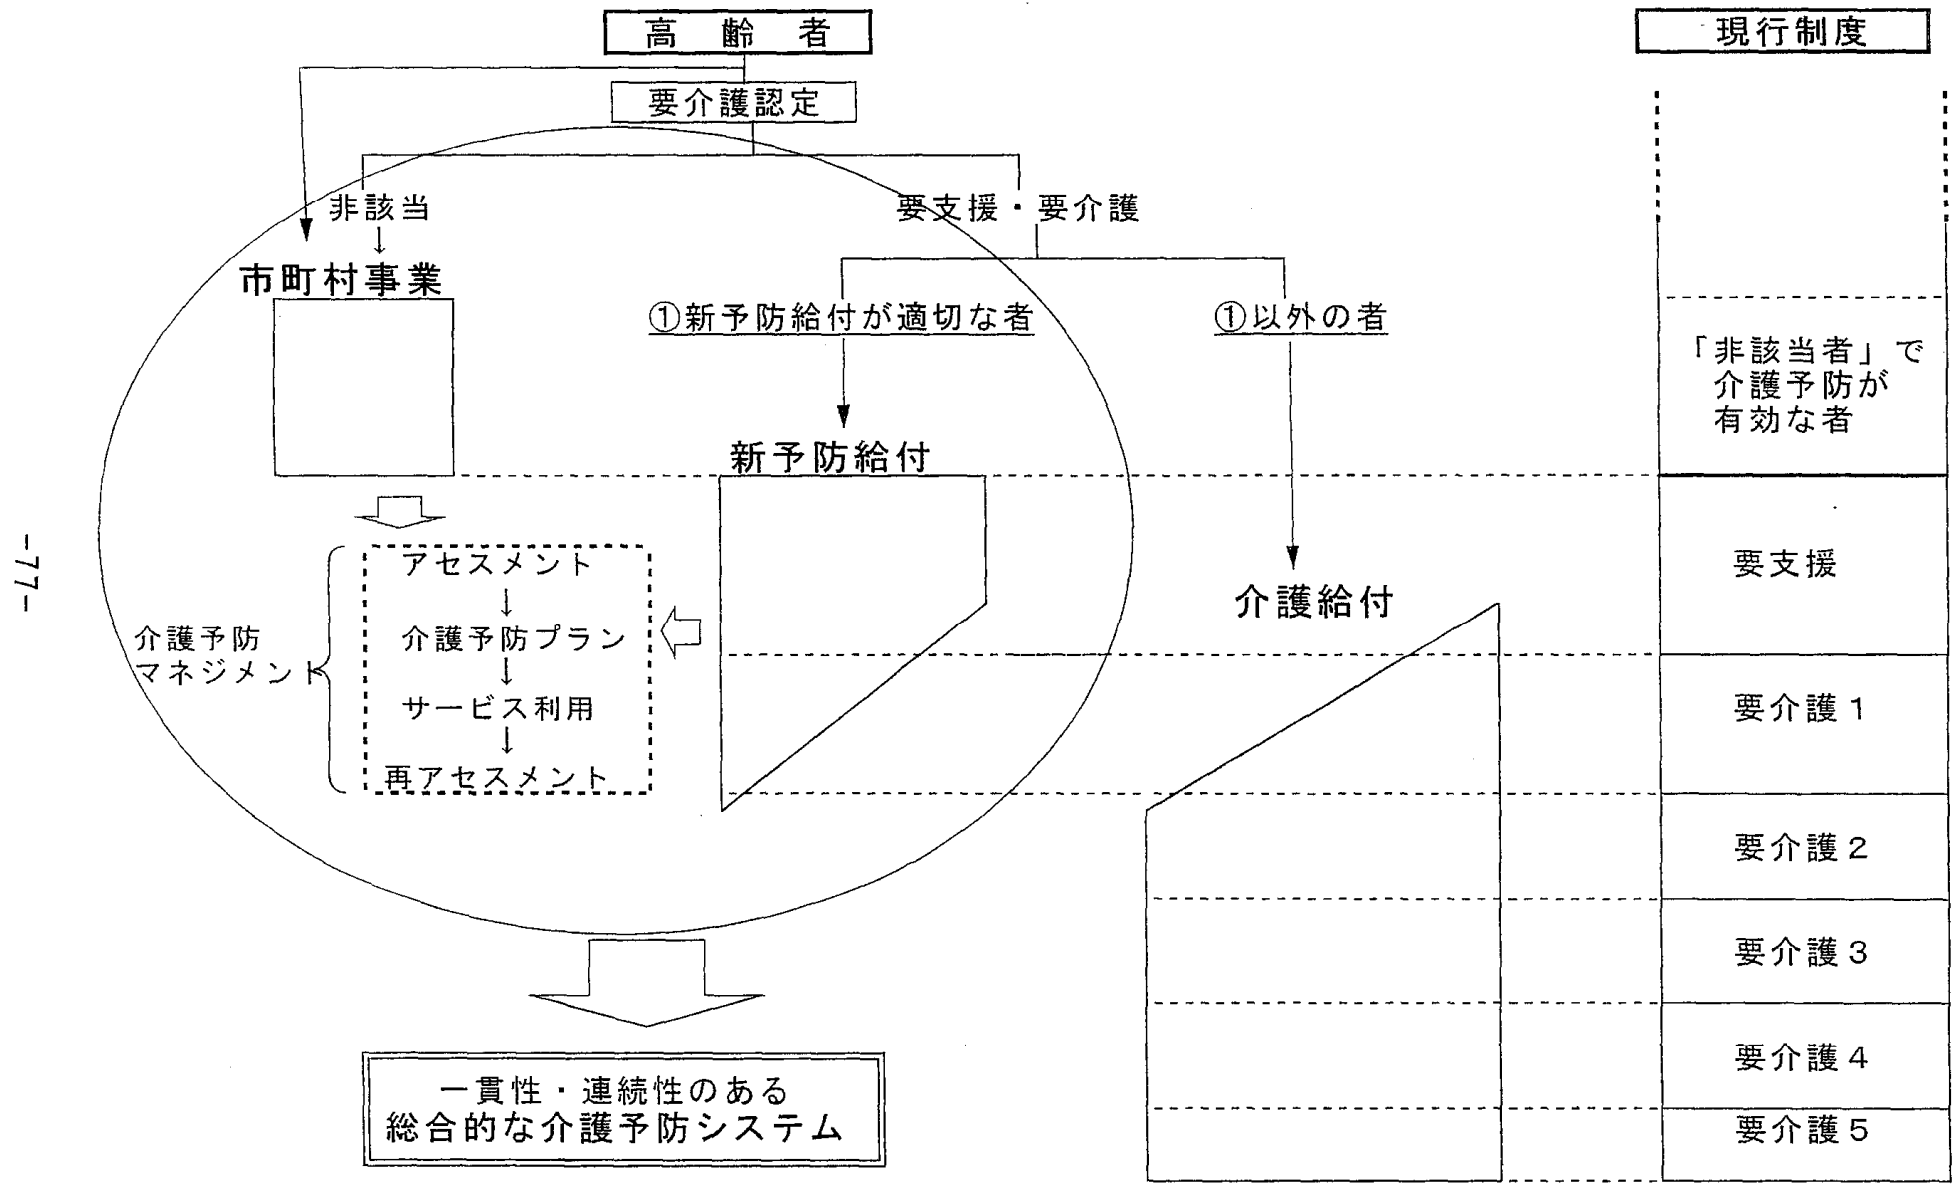 高　齢　者
現行制度
要介護認定
非該当
要支援・要介護
市町村事業
①新予防給付が適切な者
①以外の者
「非該当者」で
介護予防が
有効な者
新予防給付
介護給付
アセスメント
↓
介護予防プラン
↓
サービス利用
↓
再アセスメント
介護予防
マネジメント
要支援
要介護１
要介護２
要介護３
要介護４
要介護５
一貫性・連続性のある
総合的な介護予防システム
-77-